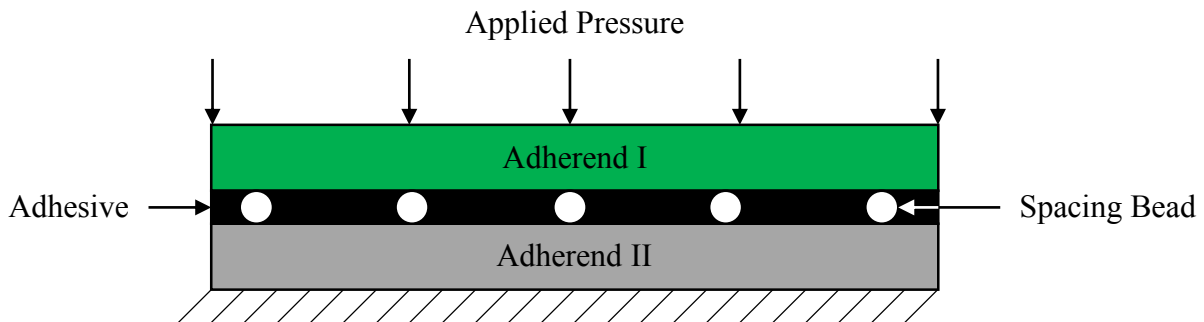 Applied Pressure
Adherend I
Adhesive
Spacing Bead
Adherend II